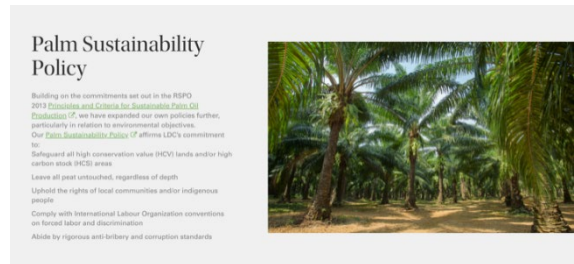 Palm Sustainability
Policy
Building on the commitments set out in the RSPO
2013 Principles and Criteria for Sustainable Palm Oil
Production, we have expanded our own policies further,
particularly in relation to environmental objectives.
Our Palm Sustainability Policy affirms LDC's commitment
to:
Safeguard all high conservation value (HCV) lands and/or high
carbon stock (HCS) areas
Leave all peat untouched, regardless of depth
Uphold the rights of local communities and/or indigenous
people
Comply with International Labour Organization conventions
on forced labor and discrimination
Abide by rigorous anti-bribery and corruption standards